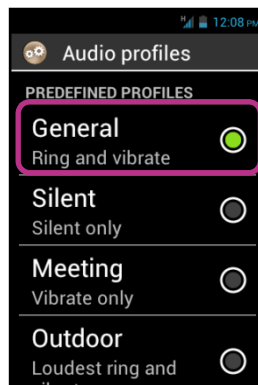 H
12:08 PM
Audio profiles
PREDEFINED PROFILES
General
Ring and vibrate
Silent
Silent only
Meeting
Vibrate only
Outdoor
Loudest ring and